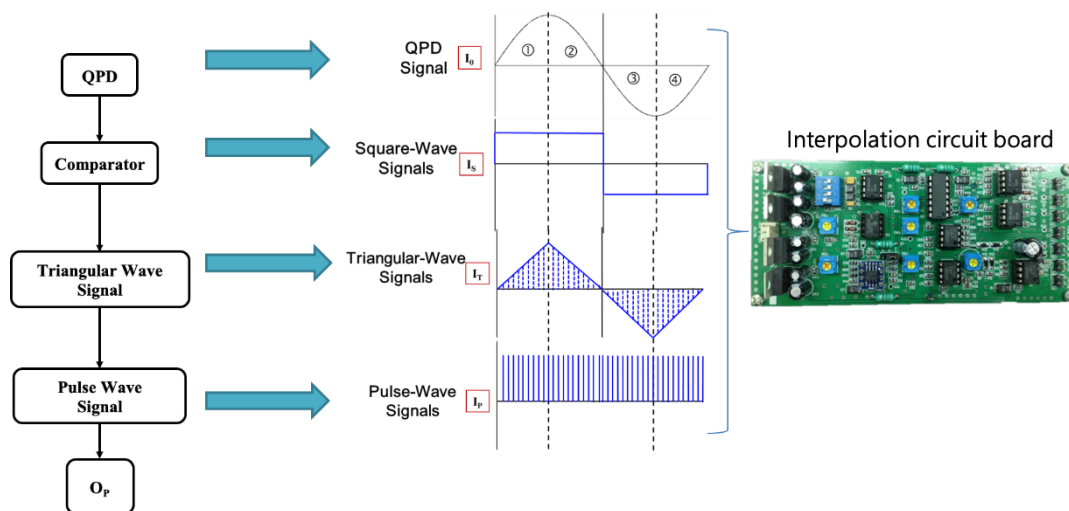 QPD
Comparator
Triangular Wave
Signal
Pulse Wave
Signal
OP
QPD
Signal
I0
①
②
③
④
Square-Wave
Signals
IS
Triangular-Wave
Signals
IT
Pulse-Wave
Signals
IP
Interpolation circuit board